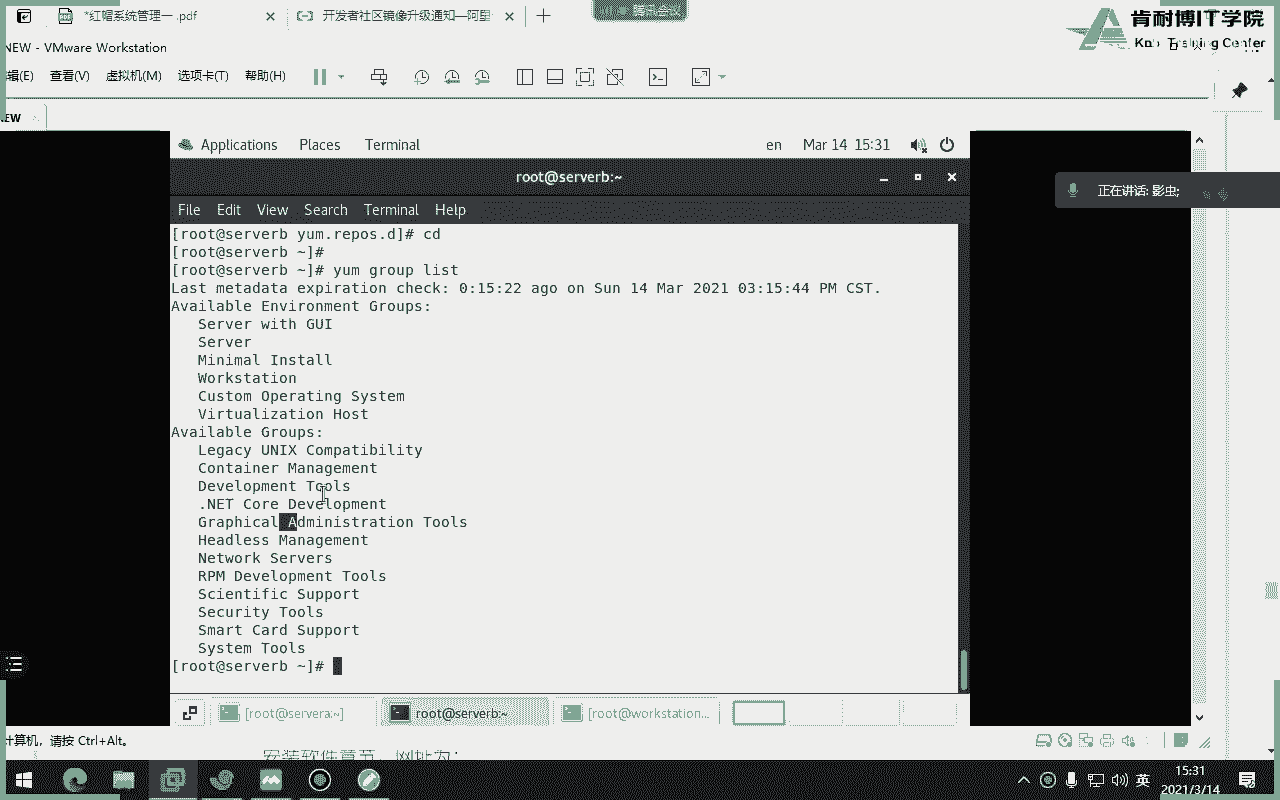 *红帽系统管理一 .pdf
开发者社区镜像升级通知—阿里
腾讯会议
肯耐博IT学院
NEW - VMware Workstation
编辑(E) 查看(V) 虚拟机(M) 选项卡(T) 帮助(H)
Applications Places Terminal en Mar 14 15:31
root@serverb:~
正在讲话: 影虫;
File Edit View Search Terminal Help
[root@serverb yum.repos.d]# cd
[root@serverb ~]#
[root@serverb ~]# yum group list
Last metadata expiration check: 0:15:22 ago on Sun 14 Mar 2021 03:15:44 PM CST.
Available Environment Groups:
Server with GUI
Server
Minimal Install
Workstation
Custom Operating System
Virtualization Host
Available Groups:
Legacy UNIX Compatibility
Container Management
Development Tools
.NET Core Development
Graphical Administration Tools
Headless Management
Network Servers
RPM Development Tools
Scientific Support
Security Tools
Smart Card Support
System Tools
[root@serverb ~]#
[root@servera:~] root@serverb:~ [root@workstation...
计算机，请按 Ctrl+Alt。
安装软件章节，网址为：
英 15:31
2021/3/14